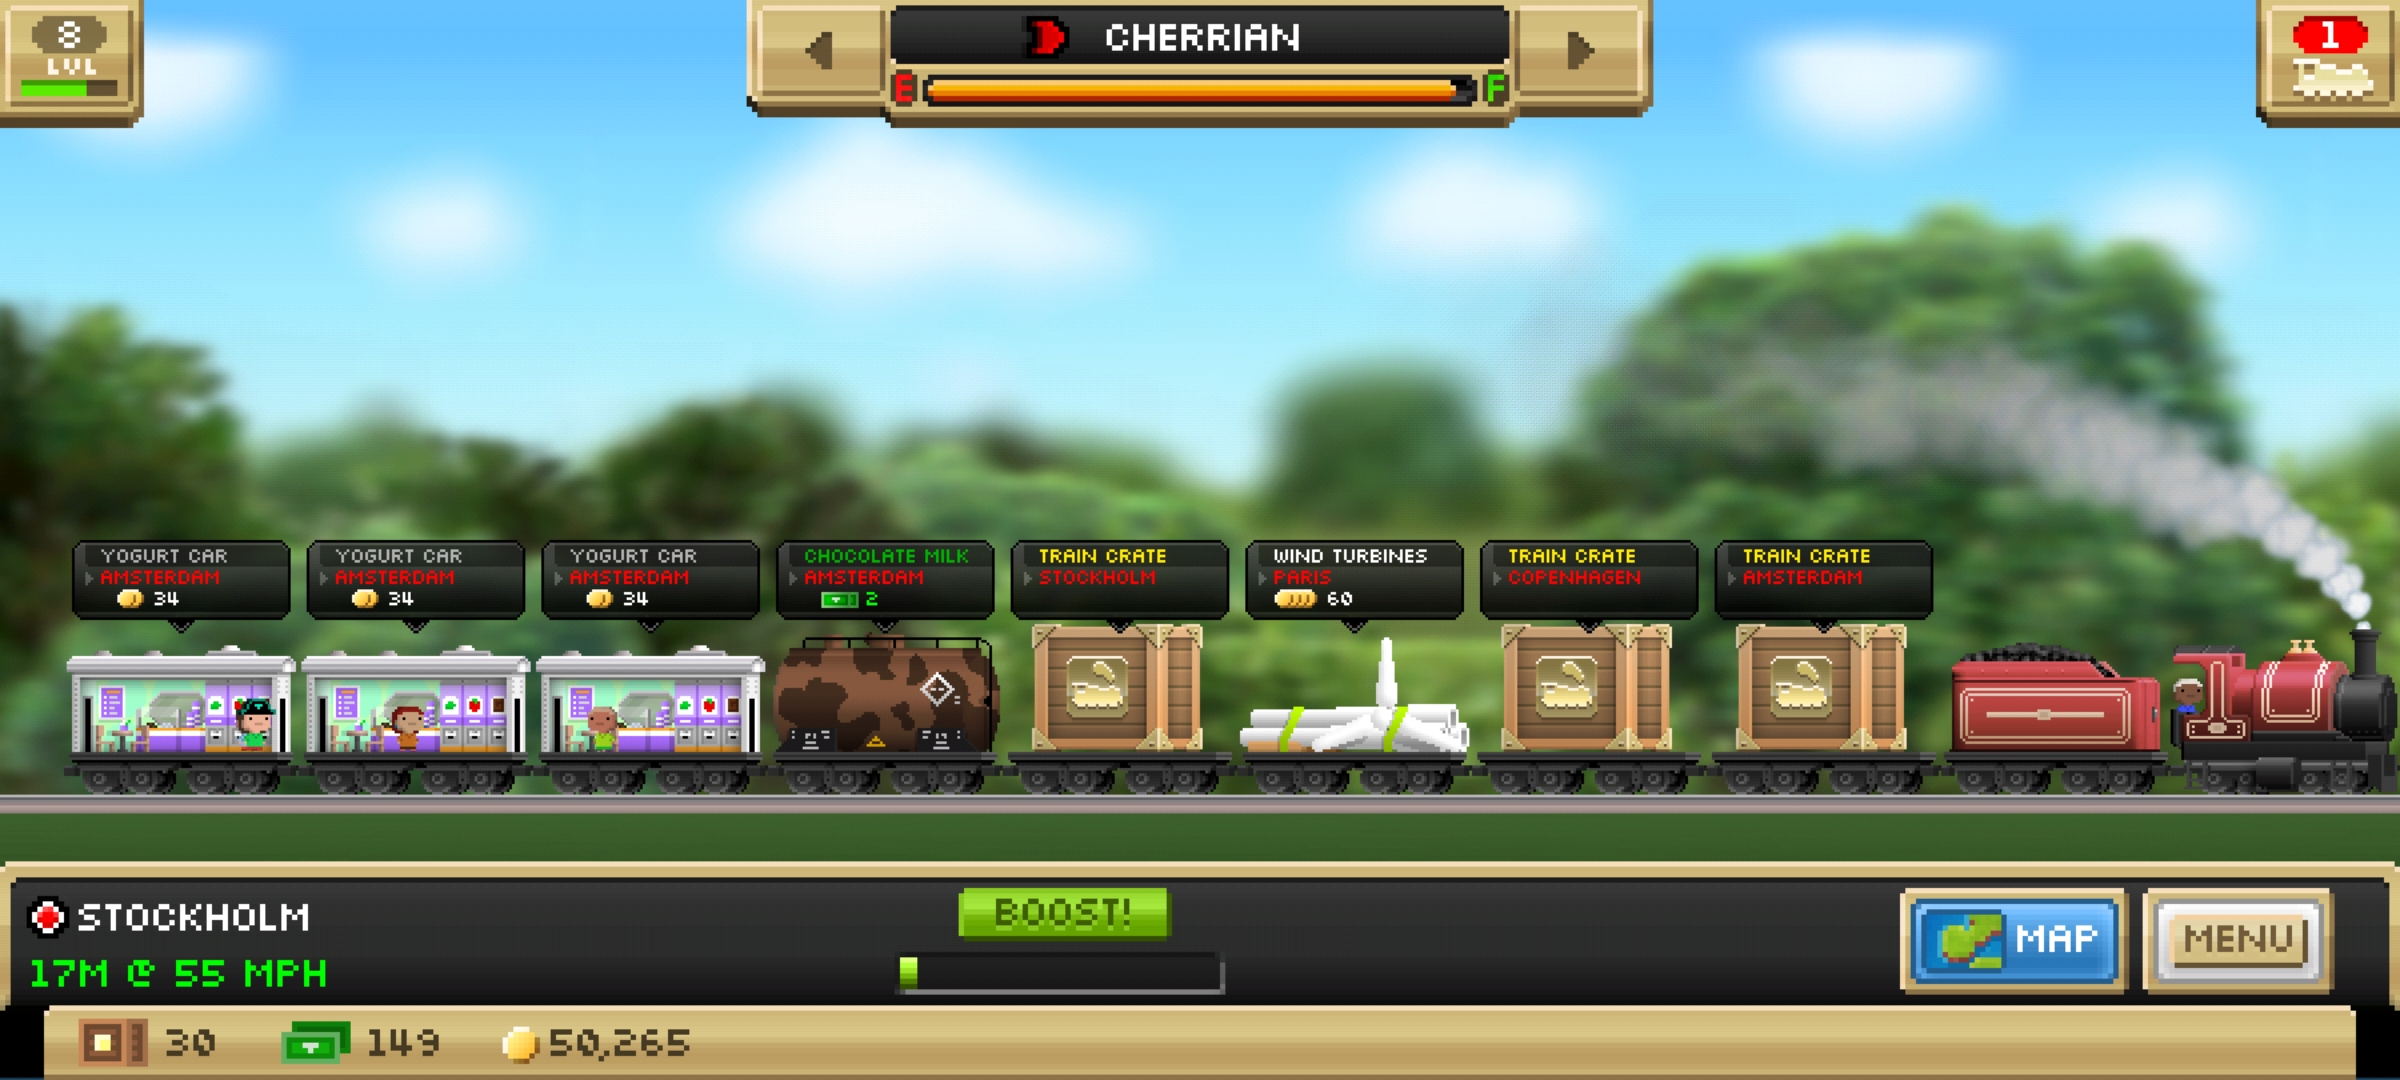 8
LVL
CHERRIAN
E F
1
YOGURT CAR
AMSTERDAM
34
YOGURT CAR
AMSTERDAM
34
YOGURT CAR
AMSTERDAM
34
CHOCOLATE MILK
AMSTERDAM
2
TRAIN CRATE
STOCKHOLM
WIND TURBINES
PARIS
60
TRAIN CRATE
COPENHAGEN
TRAIN CRATE
AMSTERDAM
STOCKHOLM
17M @ 55 MPH
BOOST!
MAP
MENU
30
149
50,265